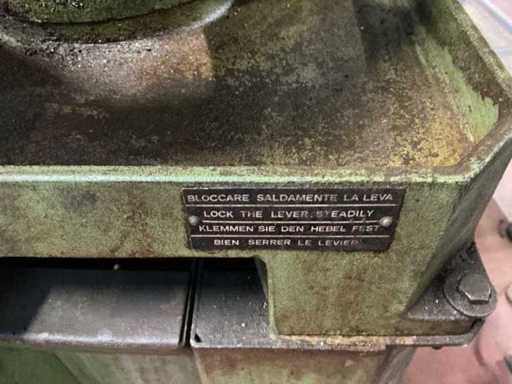 BLOCCARE SALDAMENTE LA LEVA
LOCK THE LEVER STEADILY
KLEMMEN SIE DEN HEBEL FEST
BIEN SERRER LE LEVIER